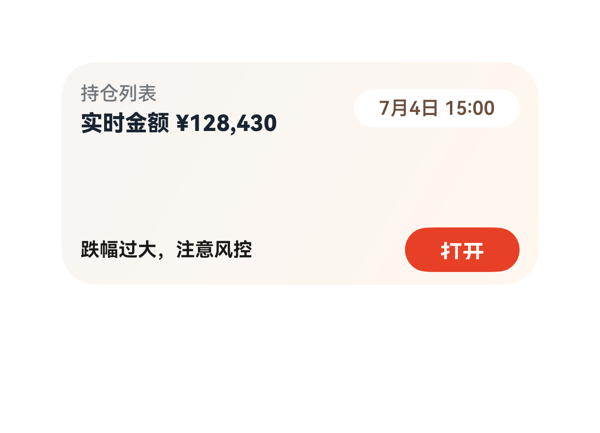 持仓列表
实时金额 ¥128,430
7月4日 15:00
跌幅过大，注意风控
打开